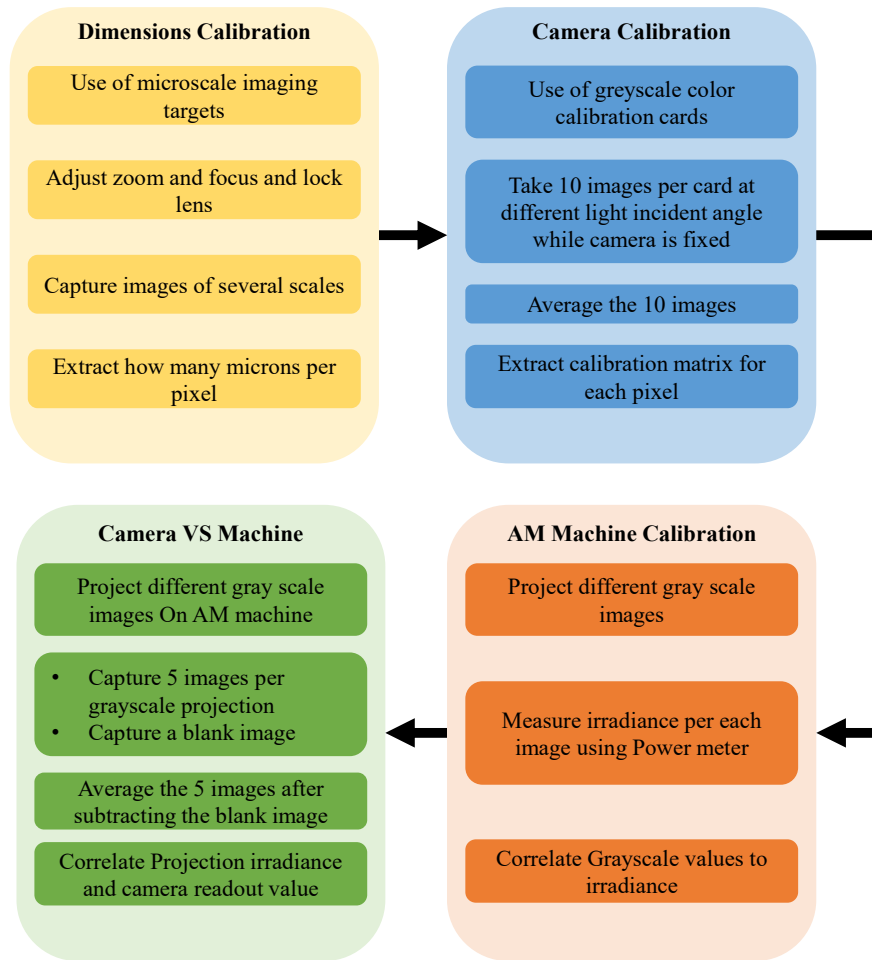 Dimensions Calibration
Use of microscale imaging
targets
Adjust zoom and focus and lock
lens
Capture images of several scales
Extract how many microns per
pixel
Camera Calibration
Use of greyscale color
calibration cards
Take 10 images per card at
different light incident angle
while camera is fixed
Average the 10 images
Extract calibration matrix for
each pixel
AM Machine Calibration
Project different gray scale
images
Measure irradiance per each
image using Power meter
Correlate Grayscale values to
irradiance
Camera VS Machine
Project different gray scale
images On AM machine
• Capture 5 images per
grayscale projection
• Capture a blank image
Average the 5 images after
subtracting the blank image
Correlate Projection irradiance
and camera readout value